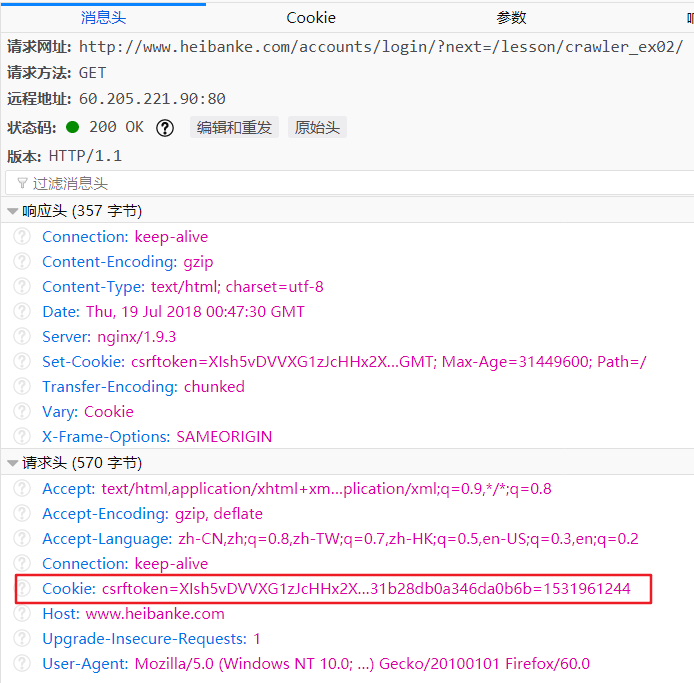 消息头 Cookie 参数
请求网址: http://www.heibanke.com/accounts/login/?next=/lesson/crawler_ex02/
请求方法: GET
远程地址: 60.205.221.90:80
状态码: 200 OK ? 编辑和重发 原始头
版本: HTTP/1.1
过滤消息头
响应头 (357 字节)
? Connection: keep-alive
? Content-Encoding: gzip
? Content-Type: text/html; charset=utf-8
? Date: Thu, 19 Jul 2018 00:47:30 GMT
? Server: nginx/1.9.3
? Set-Cookie: csrftoken=XIsh5vDVVXG1zJcHHx2X...GMT; Max-Age=31449600; Path=/
? Transfer-Encoding: chunked
? Vary: Cookie
? X-Frame-Options: SAMEORIGIN
请求头 (570 字节)
? Accept: text/html,application/xhtml+xm...plication/xml;q=0.9,*/*;q=0.8
? Accept-Encoding: gzip, deflate
? Accept-Language: zh-CN,zh;q=0.8,zh-TW;q=0.7,zh-HK;q=0.5,en-US;q=0.3,en;q=0.2
? Connection: keep-alive
? Cookie: csrftoken=XIsh5vDVVXG1zJcHHx2X...31b28db0a346da0b6b=1531961244
? Host: www.heibanke.com
? Upgrade-Insecure-Requests: 1
? User-Agent: Mozilla/5.0 (Windows NT 10.0; ...) Gecko/20100101 Firefox/60.0